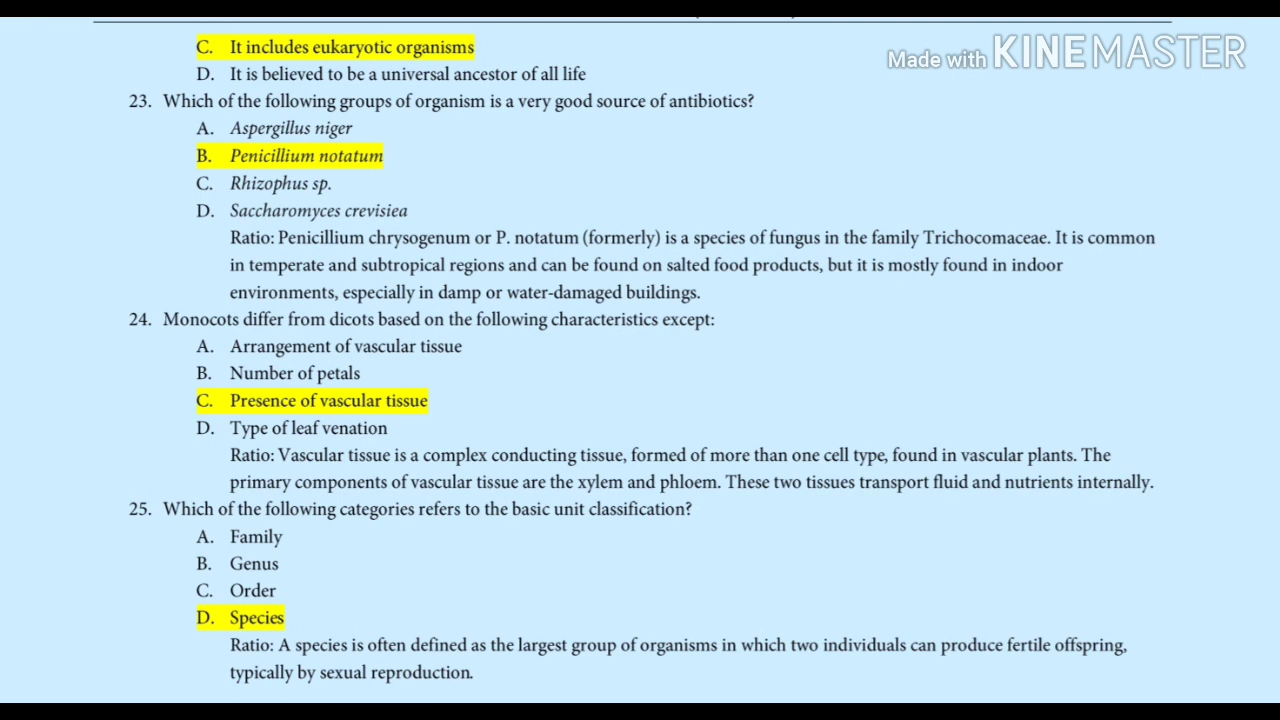 C. It includes eukaryotic organisms
Made with KINEMASTER
D. It is believed to be a universal ancestor of all life
23. Which of the following groups of organism is a very good source of antibiotics?
A. Aspergillus niger
B. Penicillium notatum
C. Rhizophus sp.
D. Saccharomyces crevisiea
Ratio: Penicillium chrysogenum or P. notatum (formerly) is a species of fungus in the family Trichocomaceae. It is common
in temperate and subtropical regions and can be found on salted food products, but it is mostly found in indoor
environments, especially in damp or water-damaged buildings.
24. Monocots differ from dicots based on the following characteristics except:
A. Arrangement of vascular tissue
B. Number of petals
C. Presence of vascular tissue
D. Type of leaf venation
Ratio: Vascular tissue is a complex conducting tissue, formed of more than one cell type, found in vascular plants. The
primary components of vascular tissue are the xylem and phloem. These two tissues transport fluid and nutrients internally.
25. Which of the following categories refers to the basic unit classification?
A. Family
B. Genus
C. Order
D. Species
Ratio: A species is often defined as the largest group of organisms in which two individuals can produce fertile offspring,
typically by sexual reproduction.